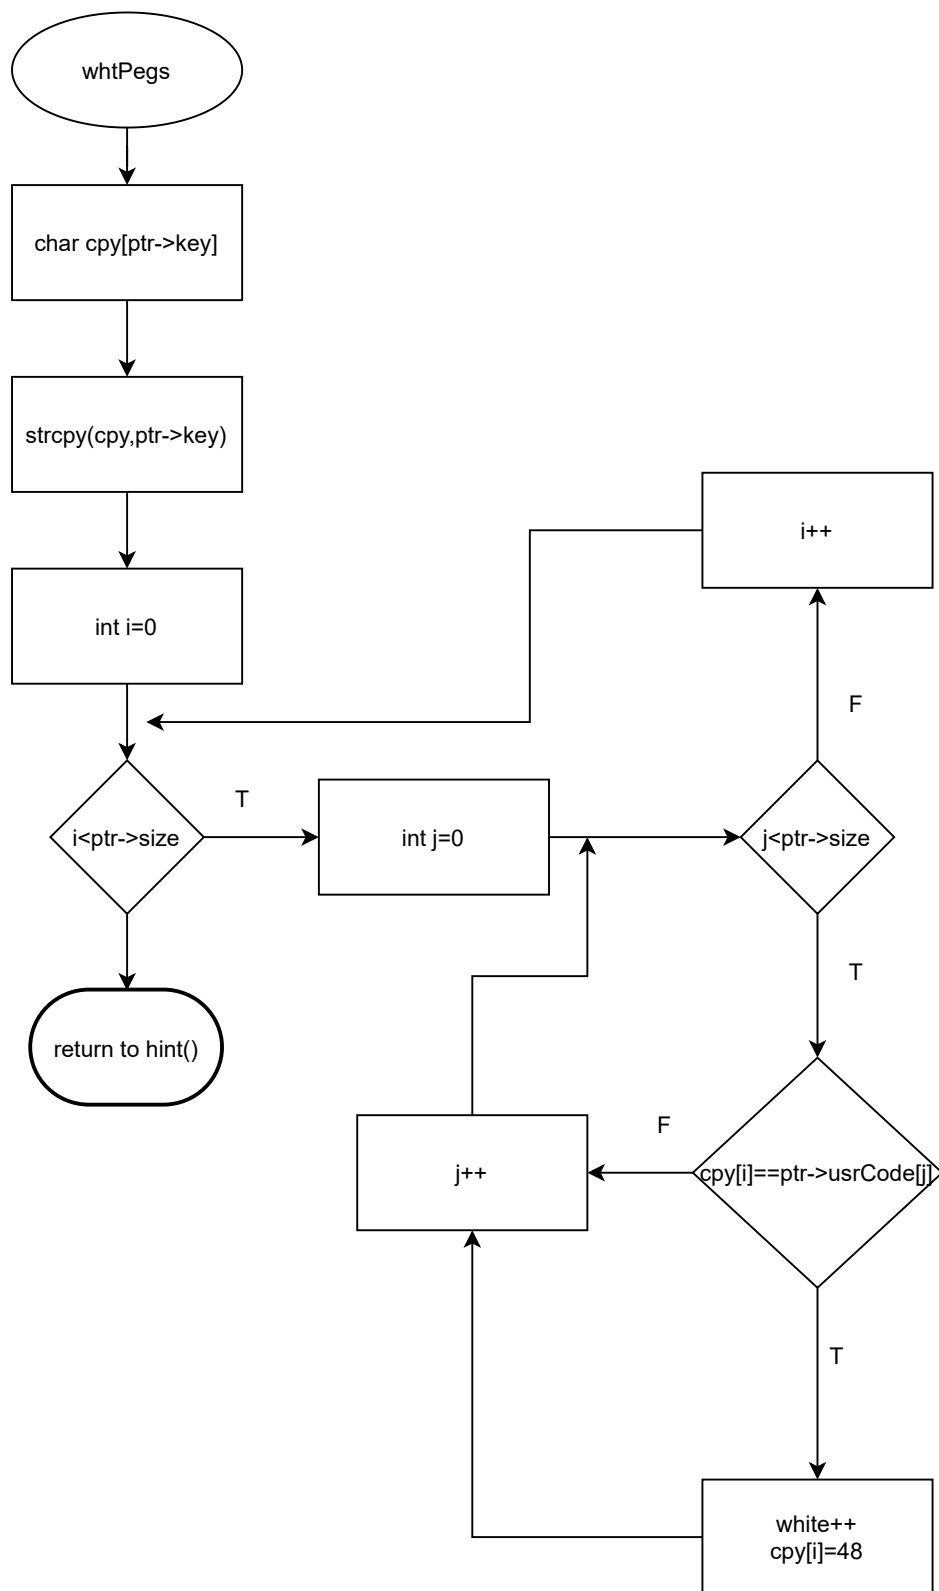 whtPegs
char cpy[ptr->key]
strcpy(cpy,ptr->key)
i++
int i=0
F
T
i<ptr->size
int j=0
j<ptr->size
T
return to hint()
F
j++
cpy[i]==ptr->usrCode[j]
T
white++
cpy[i]=48